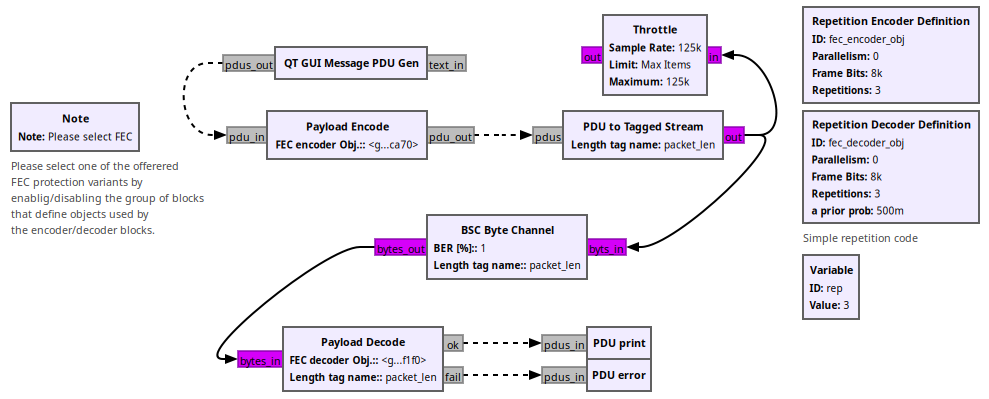 pdus_out
QT GUI Message PDU Gen
text_in
out
Throttle
Sample Rate: 125k
Limit: Max Items
Maximum: 125k
in
Repetition Encoder Definition
ID: fec_encoder_obj
Parallelism: 0
Frame Bits: 8k
Repetitions: 3
Note
Note: Please select FEC
Please select one of the offerered
FEC protection variants by
enablig/disabling the group of blocks
that define objects used by
the encoder/decoder blocks.
pdu_in
Payload Encode
FEC encoder Obj.:: <g...ca70>
pdu_out
pdus
PDU to Tagged Stream
Length tag name: packet_len
out
Repetition Decoder Definition
ID: fec_decoder_obj
Parallelism: 0
Frame Bits: 8k
Repetitions: 3
a prior prob: 500m
Simple repetition code
bytes_out
BSC Byte Channel
BER [%]:: 1
Length tag name:: packet_len
byts_in
Variable
ID: rep
Value: 3
bytes_in
Payload Decode
FEC decoder Obj.:: <g...f1f0>
Length tag name:: packet_len
ok
fail
pdus_in
PDU print
pdus_in
PDU error